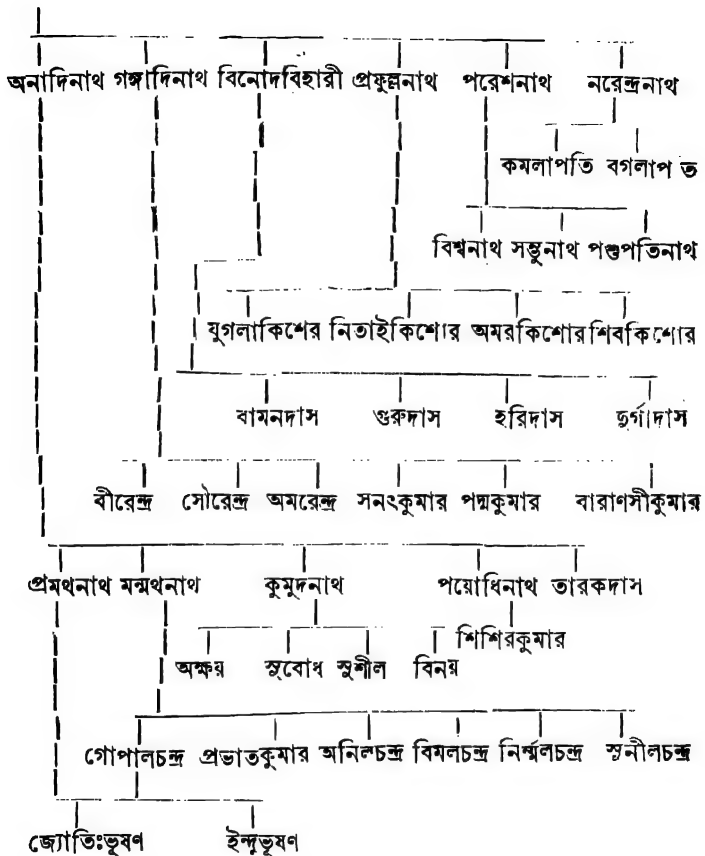 অনাদিনাথ গঙ্গাদিনাথ বিনোদবিহারী প্রফুল্লনাথ পরেশনাথ নরেন্দ্রনাথ
কমলাপতি বগলাপ ত
বিশ্বনাথ সম্ভুনাথ পশুপতিনাথ
যুগলাকিশের নিতাইকিশোর অমরকিশোর শিবকিশোর
বামনদাস গুরুদাস হরিদাস দুর্গাদাস
বীরেন্দ্র সৌরেন্দ্র অমরেন্দ্র সনৎকুমার পদ্মকুমার বারাণসীকুমার
প্রমথনাথ মন্মথনাথ কুমুদনাথ পয়োধিনাথ তারকদাস
শিশিরকুমার
অক্ষয় সুবোধ সুশীল বিনয়
গোপালচন্দ্র প্রভাতকুমার অনিলচন্দ্র বিমলচন্দ্র নির্ম্মলচন্দ্র সুনীলচন্দ্র
জ্যোতিঃভূষণ ইন্দুভূষণ